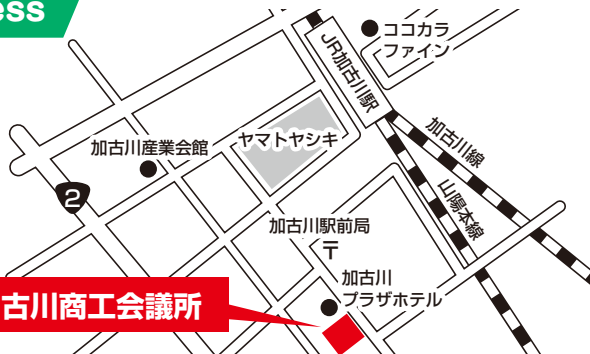 ess
ココカラ
ファイン
JR加古川駅
加古川線
山陽本線
加古川産業会館
ヤマトヤシキ
2
加古川駅前局
〒
加古川
プラザホテル
古川商工会議所